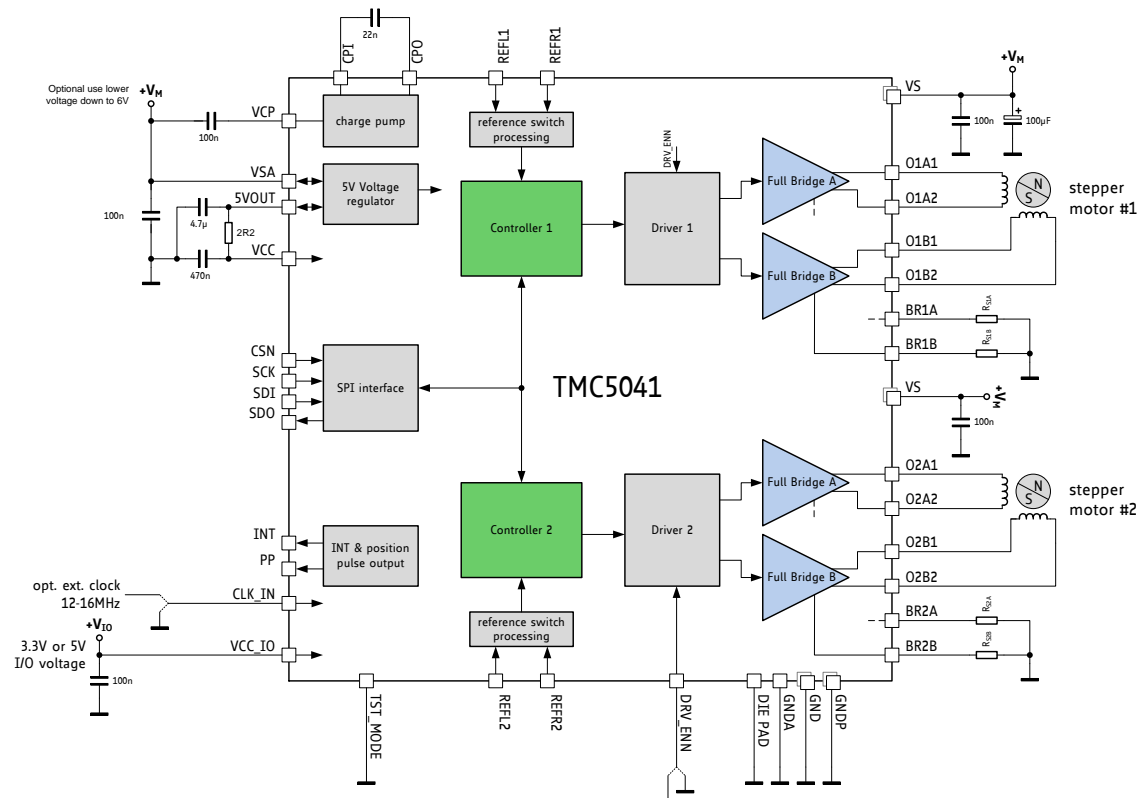 CPI
22n
CPO
REFL1
REFR1
+VM
Optional use lower
voltage down to 6V
+VM
VS
VCP
100n
charge pump
reference switch
processing
100n
100µF
+
DRV_ENN
VSA
5V Voltage
regulator
5VOUT
100n
4.7µ
2R2
VCC
470n
Controller 1
Driver 1
Full Bridge A
O1A1
O1A2
N
S
stepper
motor #1
Full Bridge B
O1B1
O1B2
BR1A
RS1A
BR1B
RS1B
CSN
SCK
SDI
SDO
SPI interface
TMC5041
VS
+VM
100n
Controller 2
Driver 2
Full Bridge A
O2A1
O2A2
N
S
stepper
motor #2
Full Bridge B
O2B1
O2B2
INT
PP
INT & position
pulse output
opt. ext. clock
12-16MHz
CLK_IN
+VIO
3.3V or 5V
I/O voltage
VCC_IO
100n
reference switch
processing
BR2A
RS2A
BR2B
RS2B
TST_MODE
REFL2
REFR2
DRV_ENN
DIE PAD
GNDA
GND
GNDP